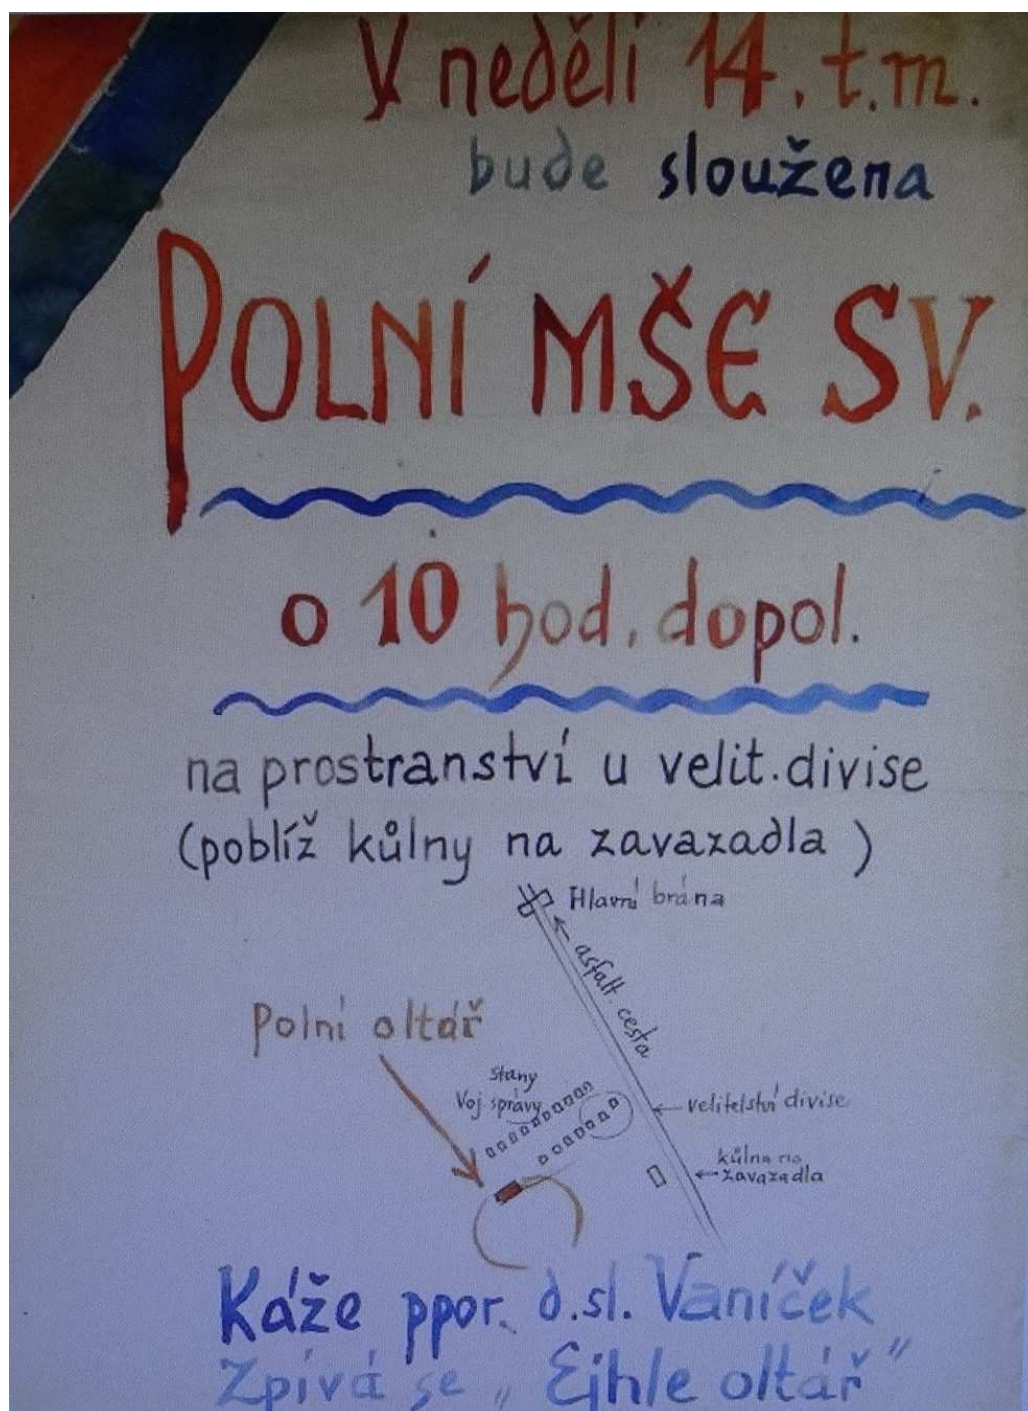 V neděli 14. t.m.
bude sloužena
POLNÍ MŠE SV.
o 10 hod. dopol.
na prostranství u velit. divise
(poblíž kůlny na zavazadla)
Hlavní brána
asfalt. cesta
Polní oltář
stany
Voj. správy
velitelství divise
kůlna na
zavazadla
Káže ppor. d.sl. Vaníček
Zpívá se „Ejhle oltář"